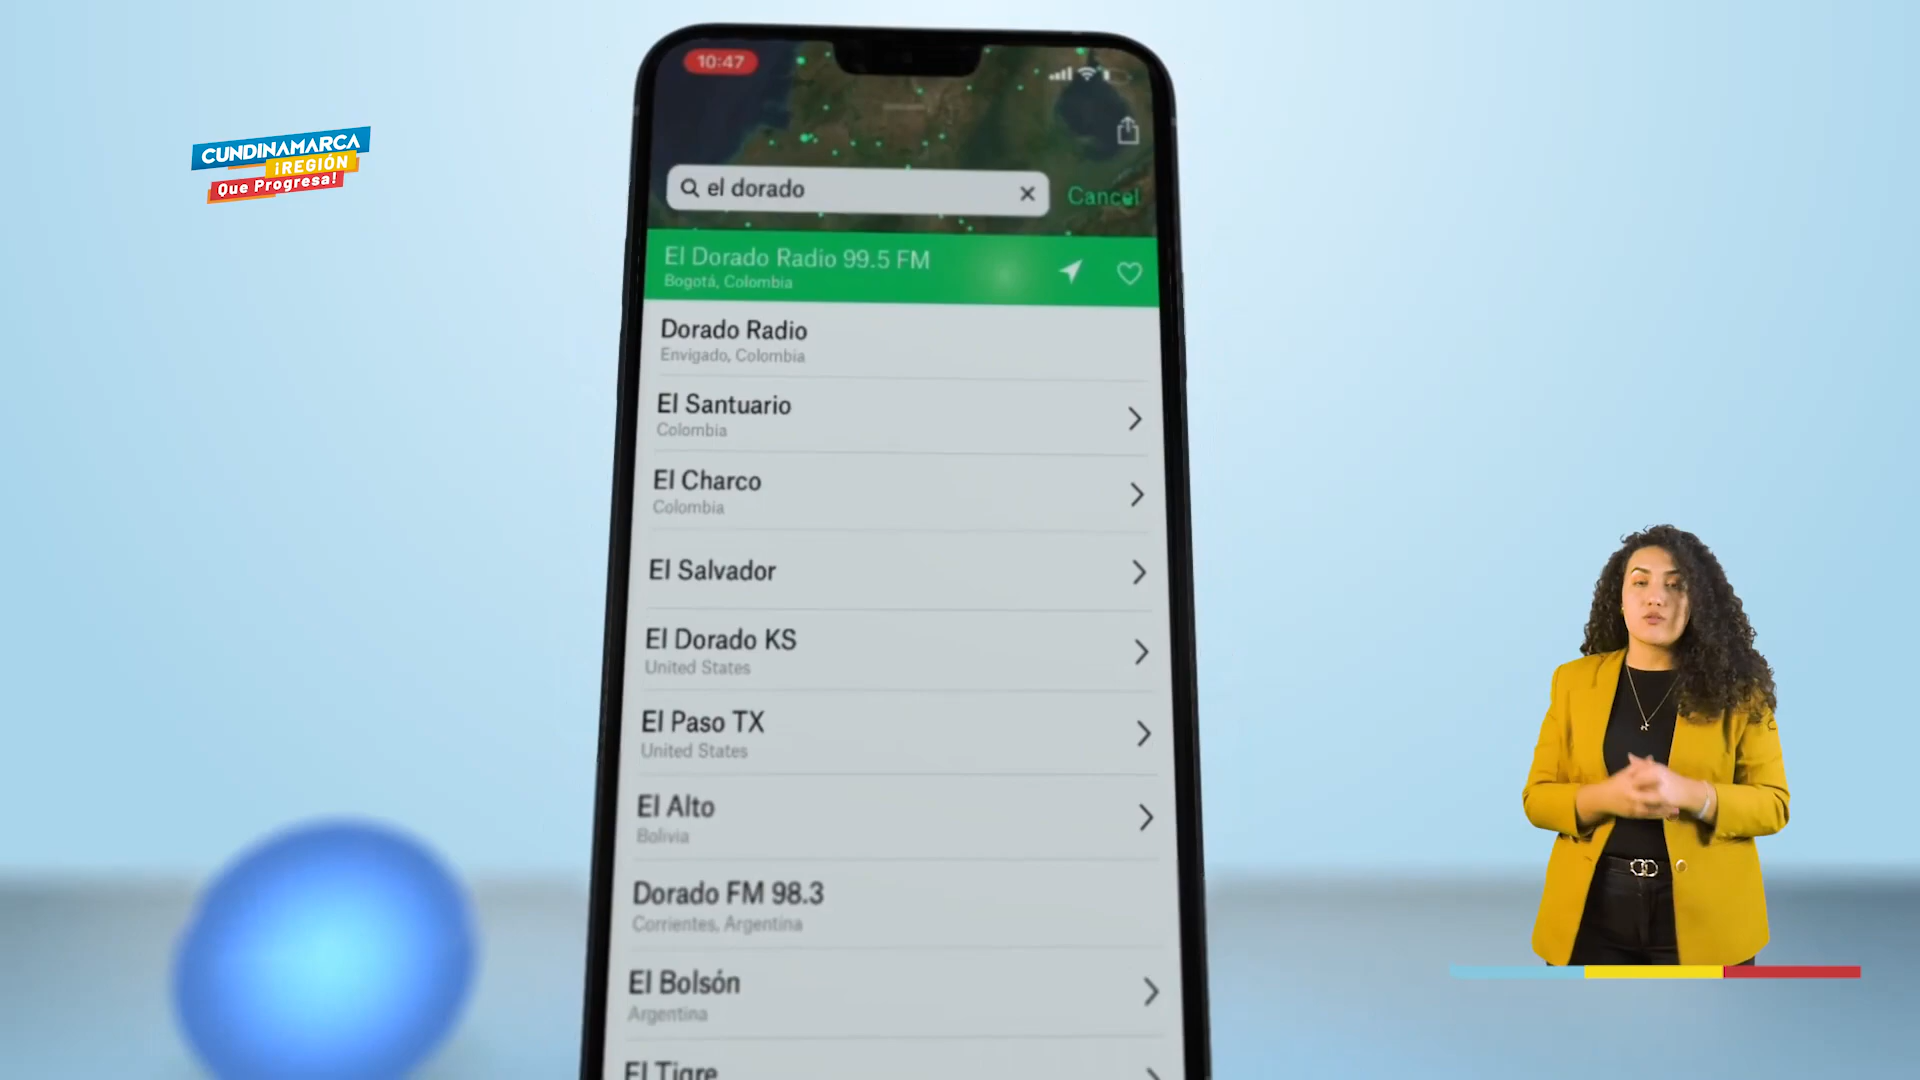 10:47
CUNDINAMARCA
¡REGIÓN
Que Progresa!
el dorado
Cancel
El Dorado Radio 99.5 FM
Bogotá, Colombia
Dorado Radio
Envigado, Colombia
El Santuario
Colombia
El Charco
Colombia
El Salvador
El Dorado KS
United States
El Paso TX
United States
El Alto
Bolivia
Dorado FM 98.3
Corrientes, Argentina
El Bolsón
Argentina
El Tigre